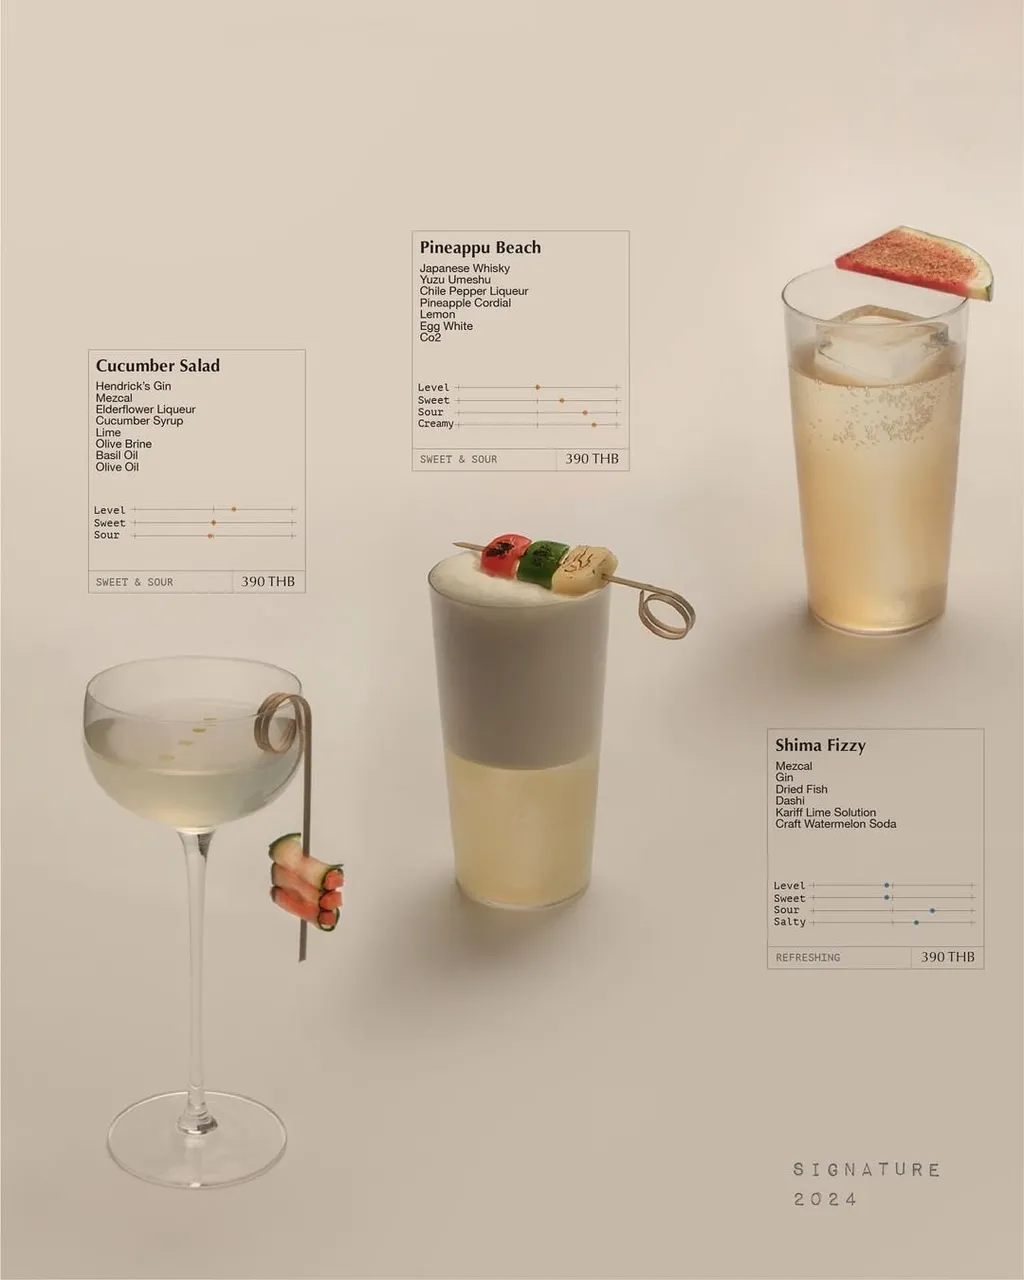 Pineappu Beach
Japanese Whisky
Yuzu Umeshu
Chile Pepper Liqueur
Pineapple Cordial
Lemon
Egg White
Co2
Level
Sweet
Sour
Creamy
SWEET & SOUR 390 THB
Cucumber Salad
Hendrick's Gin
Mezcal
Elderflower Liqueur
Cucumber Syrup
Lime
Olive Brine
Basil Oil
Olive Oil
Level
Sweet
Sour
SWEET & SOUR 390 THB
Shima Fizzy
Mezcal
Gin
Dried Fish
Dashi
Kariff Lime Solution
Craft Watermelon Soda
Level
Sweet
Sour
Salty
REFRESHING 390 THB
SIGNATURE
2024